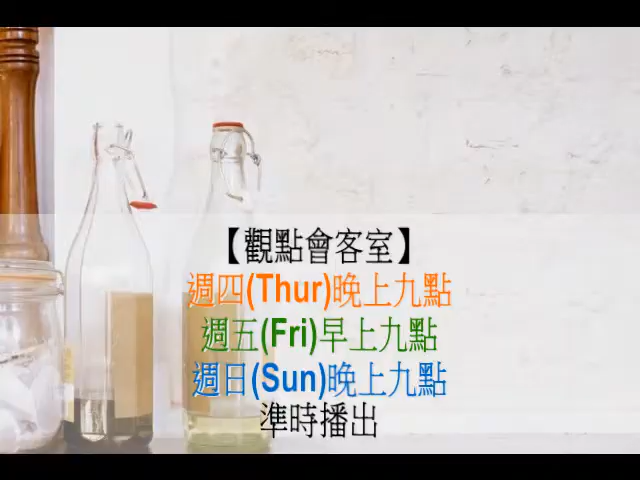 【觀點會客室】
週四(Thur)晚上九點
週五(Fri)早上九點
週日(Sun)晚上九點
準時播出